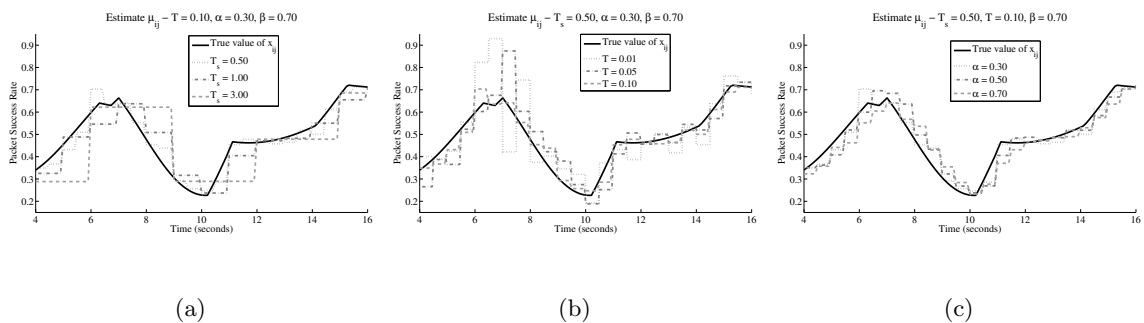 Estimate μij − T = 0.10, α = 0.30, β = 0.70
True value of xij
Ts = 0.50
Ts = 1.00
Ts = 3.00
Packet Success Rate
0.9
0.8
0.7
0.6
0.5
0.4
0.3
0.2
4 6 8 10 12 14 16
Time (seconds)
(a)
Estimate μij − Ts = 0.50, α = 0.30, β = 0.70
True value of xij
T = 0.01
T = 0.05
T = 0.10
Packet Success Rate
0.9
0.8
0.7
0.6
0.5
0.4
0.3
0.2
4 6 8 10 12 14 16
Time (seconds)
(b)
Estimate μij − Ts = 0.50, T = 0.10, β = 0.70
True value of xij
α = 0.30
α = 0.50
α = 0.70
Packet Success Rate
0.9
0.8
0.7
0.6
0.5
0.4
0.3
0.2
4 6 8 10 12 14 16
Time (seconds)
(c)